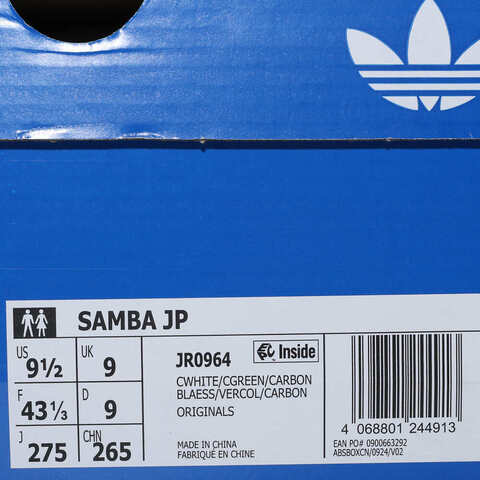 SAMBA JP
US
9½
UK
9
F
43⅓
D
9
J
275
CHN
265
JR0964
Inside
CWHITE/CGREEN/CARBON
BLAESS/VERCOL/CARBON
ORIGINALS
MADE IN CHINA
FABRIQUÉ EN CHINE
4 068801 244913
EAN PO# 0900663292
ABSBOXCN/0924/V02